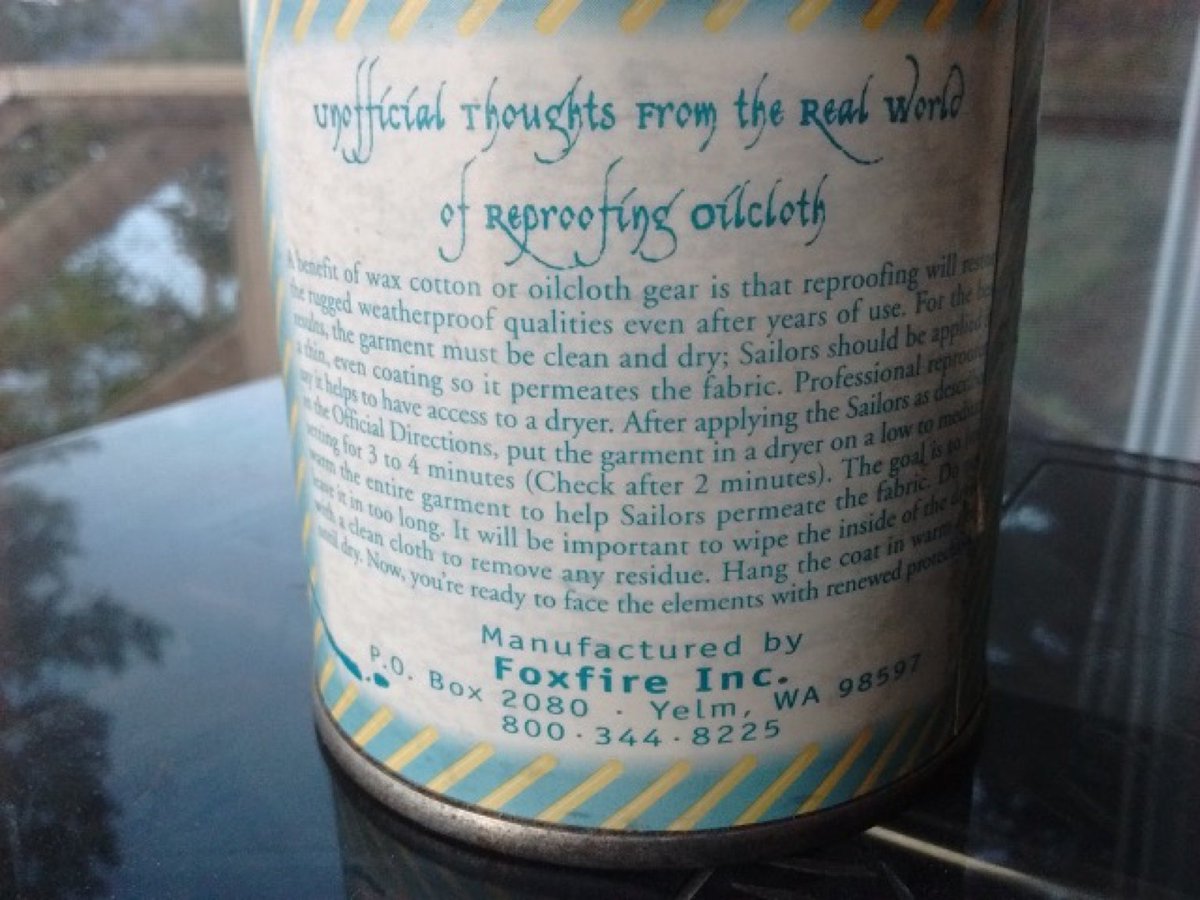 Unofficial Thoughts From the Real World
of Reproofing Oilcloth
A benefit of wax cotton or oilcloth gear is that reproofing will
the rugged weatherproof qualities even after years of use. For the
results, the garment must be clean and dry; Sailors should be applied
a thin, even coating so it permeates the fabric. Professional
say it helps to have access to a dryer. After applying the Sailors as
in the Official Directions, put the garment in a dryer on a low to
setting for 3 to 4 minutes (Check after 2 minutes). The goal is to
warm the entire garment to help Sailors permeate the fabric. Do
leave it in too long. It will be important to wipe the inside of the
with a clean cloth to remove any residue. Hang the coat in warm
until dry. Now, you're ready to face the elements with renewed
Manufactured by
Foxfire Inc.
P.O. Box 2080 · Yelm, WA 98597
800·344·8225